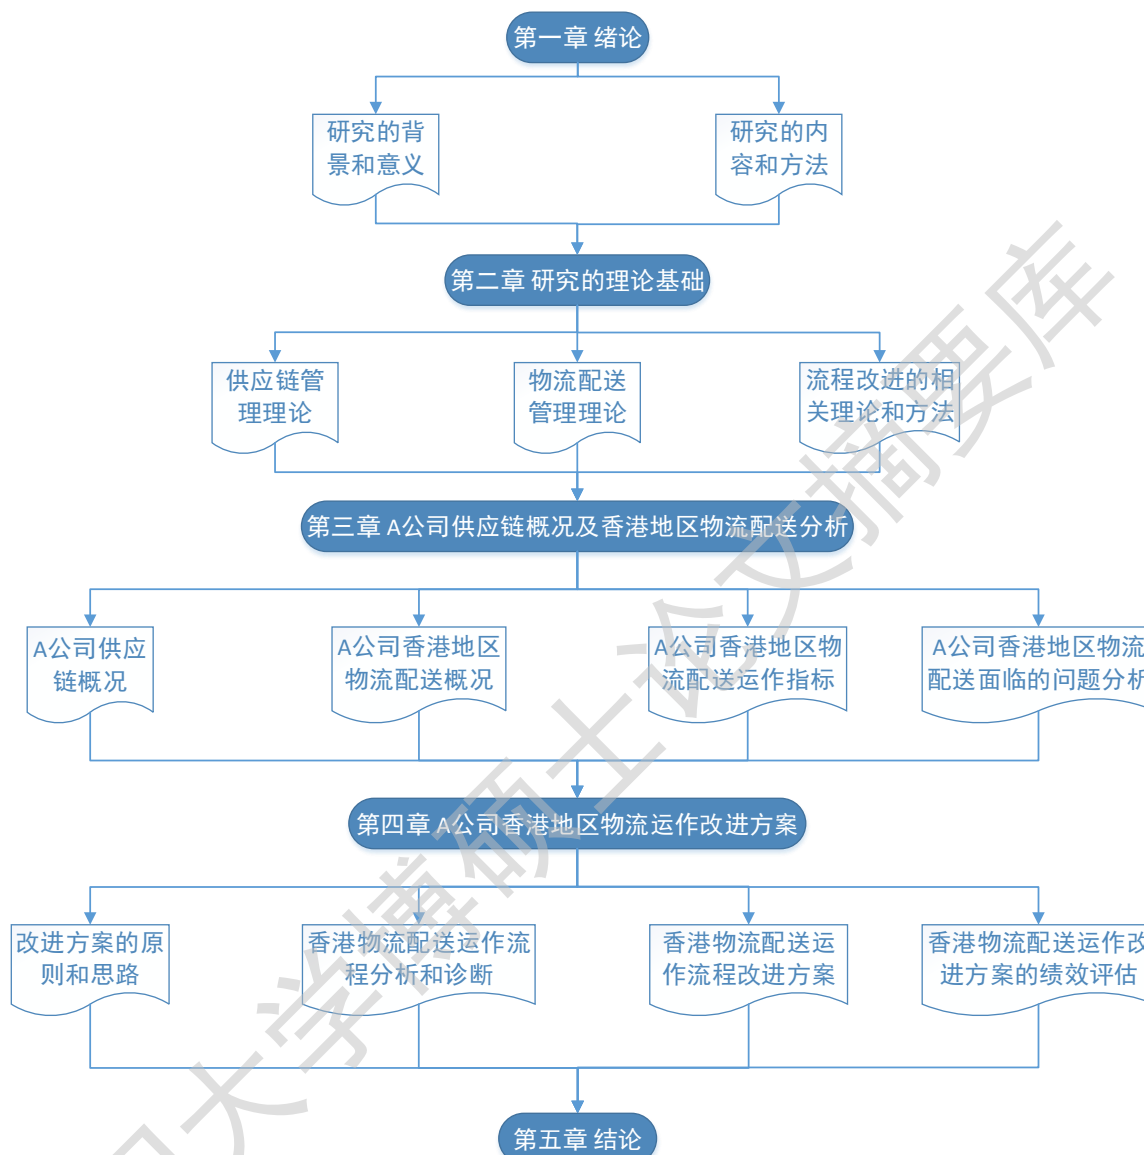 第一章 绪论
研究的背
景和意义
研究的内
容和方法
第二章 研究的理论基础
供应链管
理理论
物流配送
管理理论
流程改进的相
关理论和方法
第三章 A公司供应链概况及香港地区物流配送分析
A公司供应
链概况
A公司香港地区
物流配送概况
A公司香港地区物
流配送运作指标
A公司香港地区物流
配送面临的问题分析
第四章 A公司香港地区物流运作改进方案
改进方案的原
则和思路
香港物流配送运作流
程分析和诊断
香港物流配送运
作流程改进方案
香港物流配送运作改
进方案的绩效评估
第五章 结论
大学博硕士论文摘要库